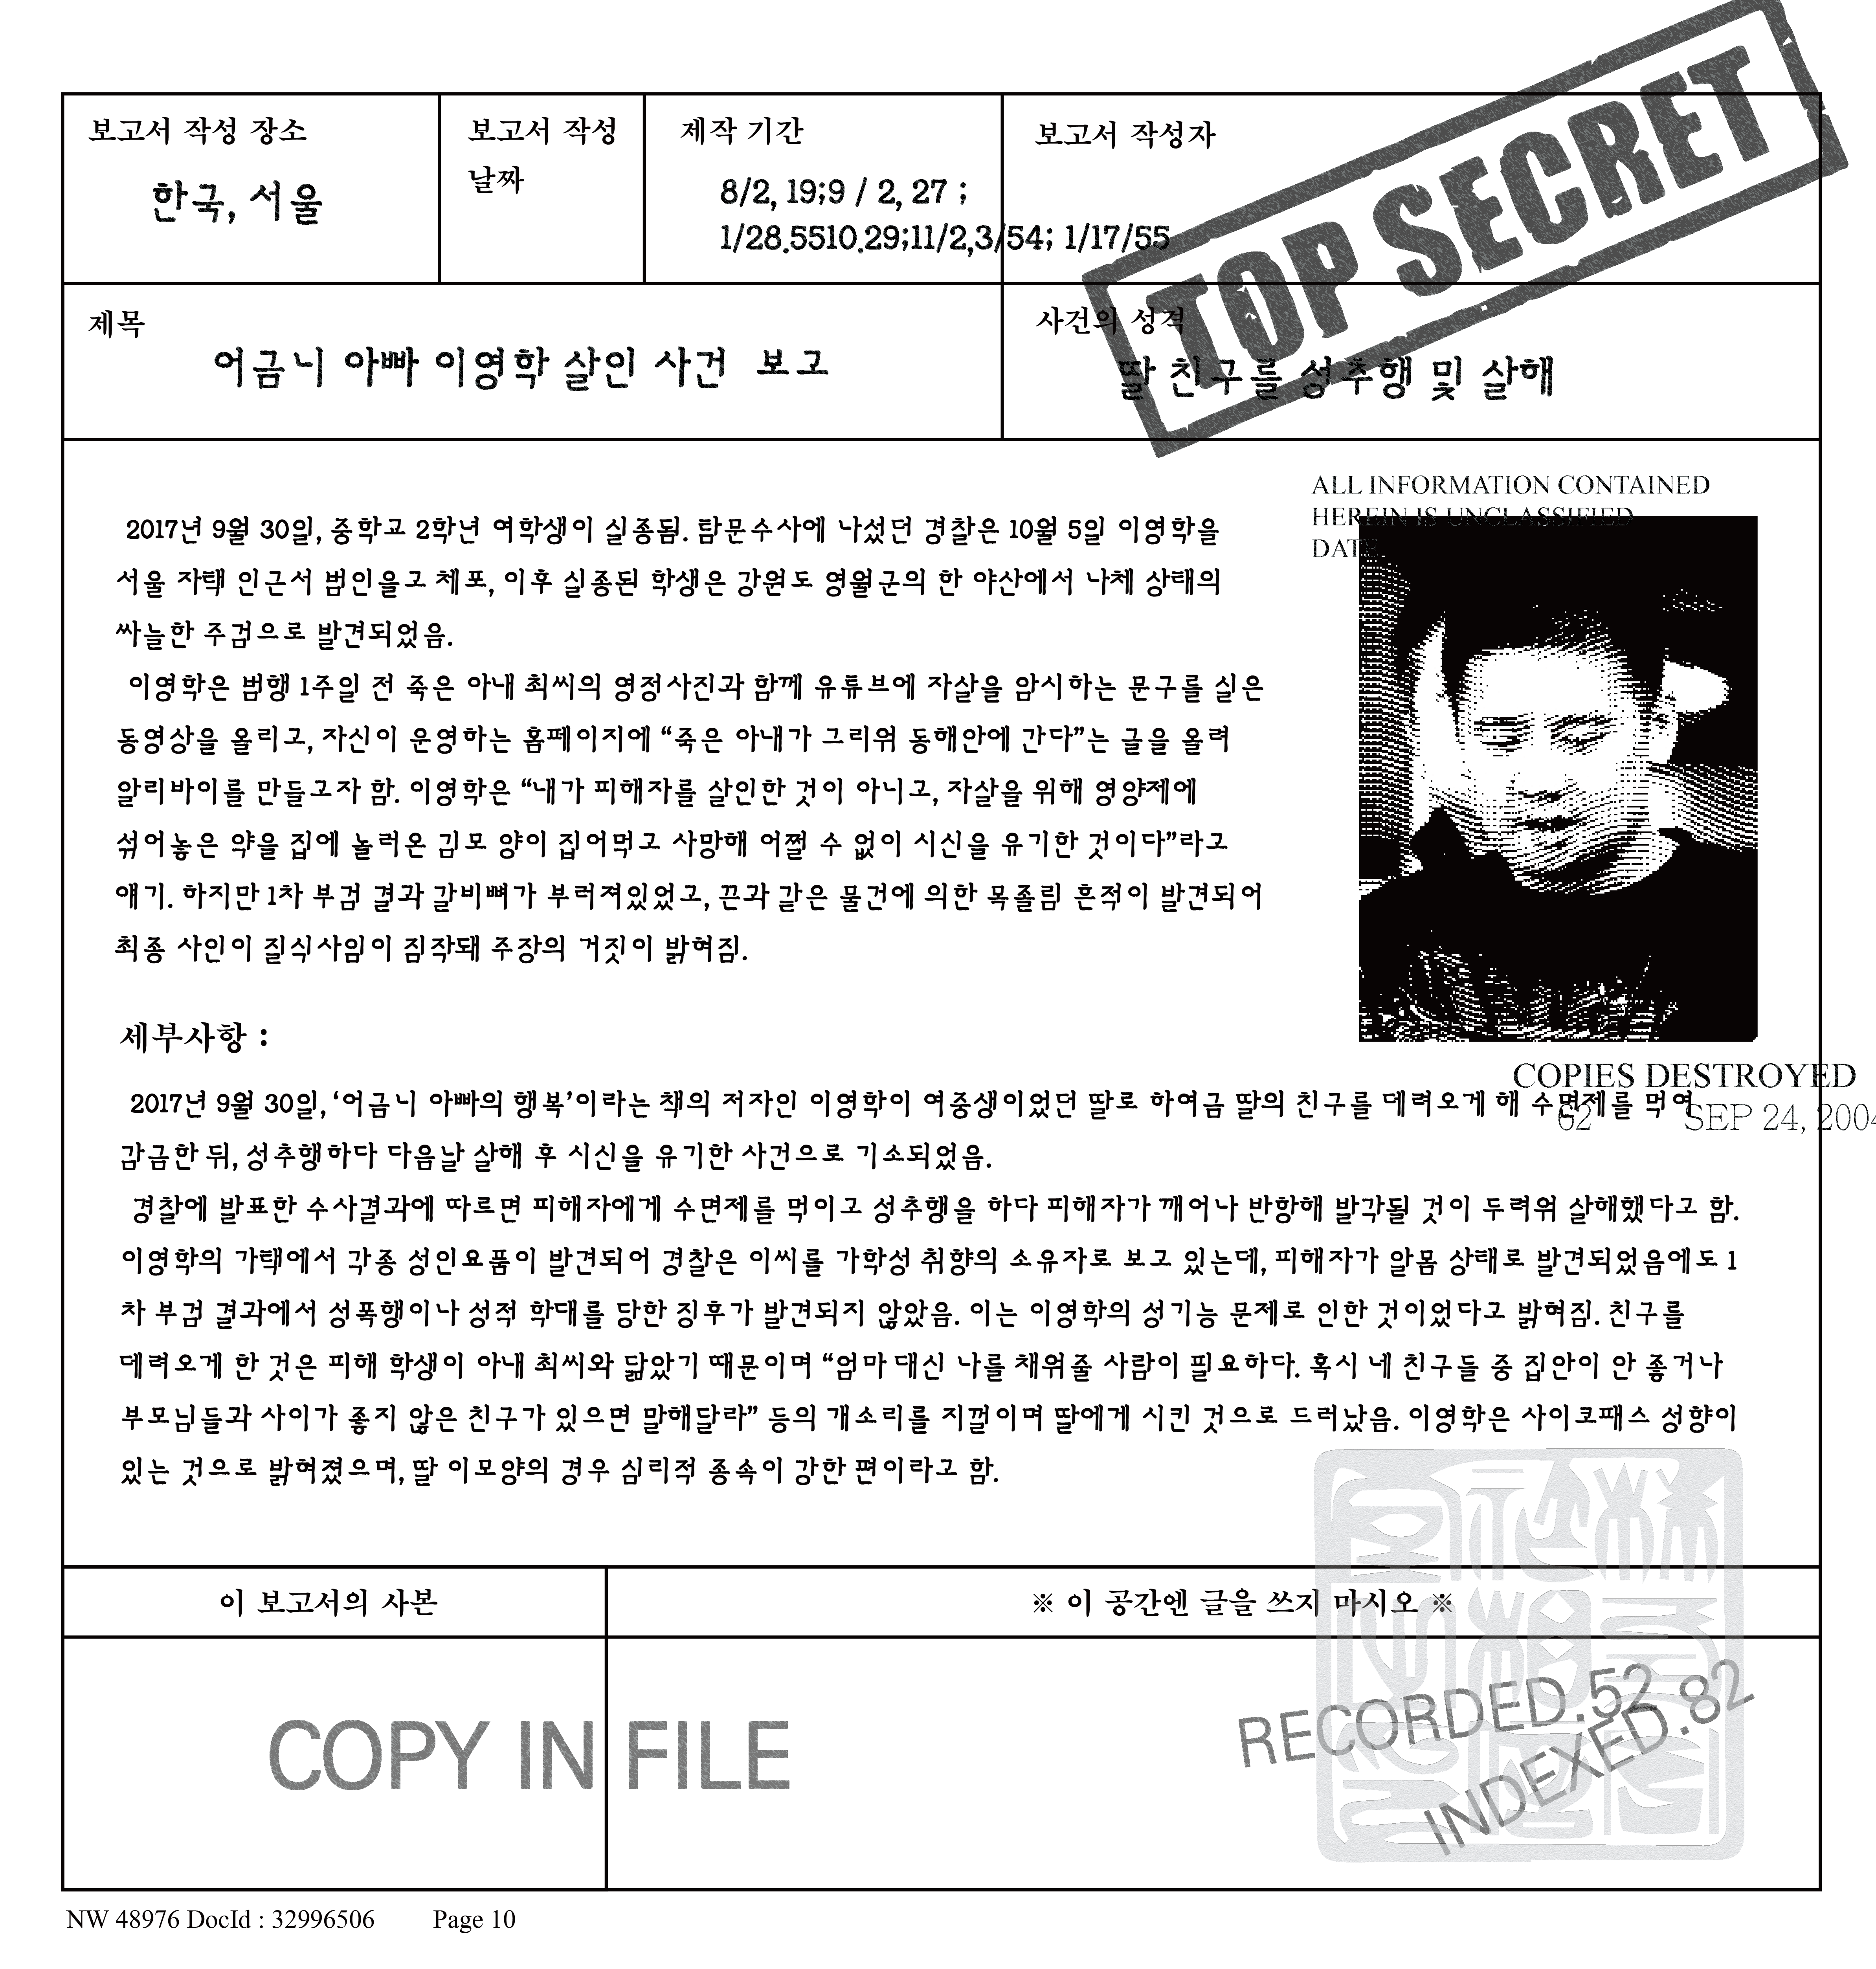 TOP SECRET
보고서 작성 장소
한국, 서울
보고서 작성
날짜
제작 기간
8/2, 19;9 / 2, 27 ;
1/28.5510.29;11/2,3/54; 1/17/55
보고서 작성자
제목
어금니 아빠 이영학 살인 사건 보고
사건의 성격
딸 친구를 성추행 및 살해
ALL INFORMATION CONTAINED
HEREIN IS UNCLASSIFIED
DATE
2017년 9월 30일, 중학교 2학년 여학생이 실종됨. 탐문수사에 나섰던 경찰은 10월 5일 이영학을
서울 자택 인근서 범인을고 체포, 이후 실종된 학생은 강원도 영월군의 한 야산에서 나체 상태의
싸늘한 주검으로 발견되었음.
이영학은 범행 1주일 전 죽은 아내 최씨의 영정사진과 함께 유튜브에 자살을 암시하는 문구를 실은
동영상을 올리고, 자신이 운영하는 홈페이지에 “죽은 아내가 그리워 동해안에 간다”는 글을 올려
알리바이를 만들고자 함. 이영학은 “내가 피해자를 살인한 것이 아니고, 자살을 위해 영양제에
섞어놓은 약을 집에 놀러온 김모 양이 집어먹고 사망해 어쩔 수 없이 시신을 유기한 것이다”라고
얘기. 하지만 1차 부검 결과 갈비뼈가 부러져있었고, 끈과 같은 물건에 의한 목졸림 흔적이 발견되어
최종 사인이 질식사임이 짐작돼 주장의 거짓이 밝혀짐.
세부사항 :
COPIES DESTROYED
62 SEP 24, 2004
2017년 9월 30일, ‘어금니 아빠의 행복’이라는 책의 저자인 이영학이 여중생이었던 딸로 하여금 딸의 친구를 데려오게 해 수면제를 먹여
감금한 뒤, 성추행하다 다음날 살해 후 시신을 유기한 사건으로 기소되었음.
경찰에 발표한 수사결과에 따르면 피해자에게 수면제를 먹이고 성추행을 하다 피해자가 깨어나 반항해 발각될 것이 두려워 살해했다고 함.
이영학의 가택에서 각종 성인요품이 발견되어 경찰은 이씨를 가학성 취향의 소유자로 보고 있는데, 피해자가 알몸 상태로 발견되었음에도 1
차 부검 결과에서 성폭행이나 성적 학대를 당한 징후가 발견되지 않았음. 이는 이영학의 성기능 문제로 인한 것이었다고 밝혀짐. 친구를
데려오게 한 것은 피해 학생이 아내 최씨와 닮았기 때문이며 “엄마 대신 나를 채워줄 사람이 필요하다. 혹시 네 친구들 중 집안이 안 좋거나
부모님들과 사이가 좋지 않은 친구가 있으면 말해달라” 등의 개소리를 지껄이며 딸에게 시킨 것으로 드러났음. 이영학은 사이코패스 성향이
있는 것으로 밝혀졌으며, 딸 이모양의 경우 심리적 종속이 강한 편이라고 함.
이 보고서의 사본
※ 이 공간엔 글을 쓰지 마시오 ※
COPY IN FILE
RECORDED.52
INDEXED.82
NW 48976 DocId : 32996506 Page 10